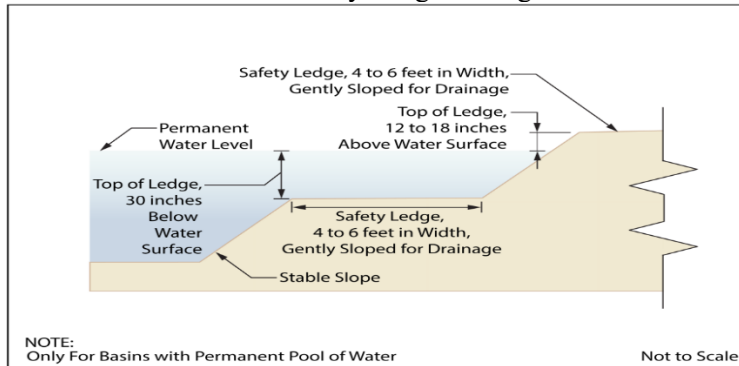 Safety Ledge, 4 to 6 feet in Width,
Gently Sloped for Drainage
Top of Ledge,
12 to 18 inches
Above Water Surface
Permanent
Water Level
Top of Ledge,
30 inches
Below
Water
Surface
Safety Ledge,
4 to 6 feet in Width,
Gently Sloped for Drainage
Stable Slope
NOTE:
Only For Basins with Permanent Pool of Water
Not to Scale